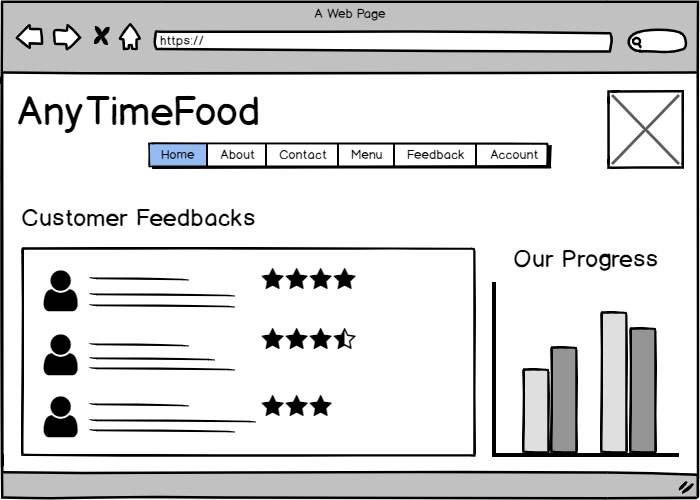 A Web Page
https://
AnyTimeFood
Home About Contact Menu Feedback Account
Customer Feedbacks
Our Progress